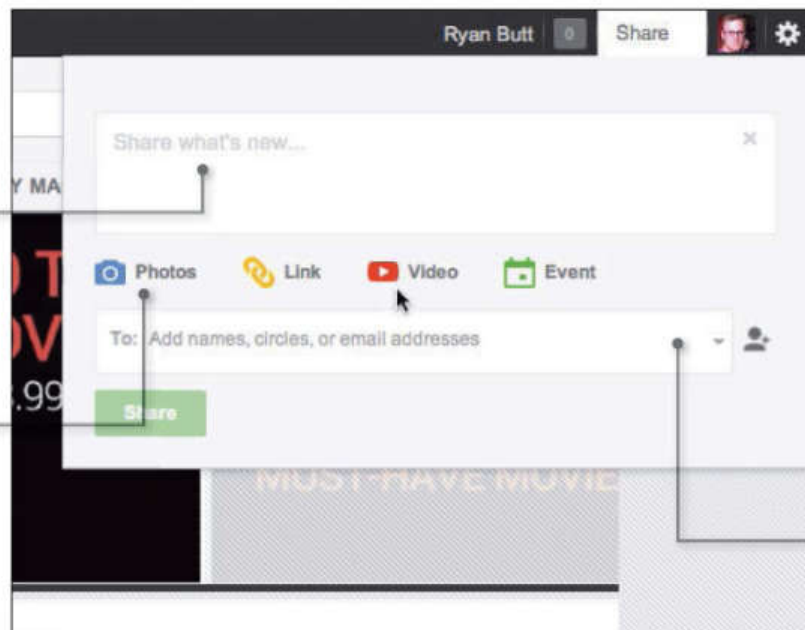 Ryan Butt 0 Share
Share what's new...
Y MA
Photos Link Video Event
To: Add names, circles, or email addresses
.99
Share
MUST-HAVE MOVIE